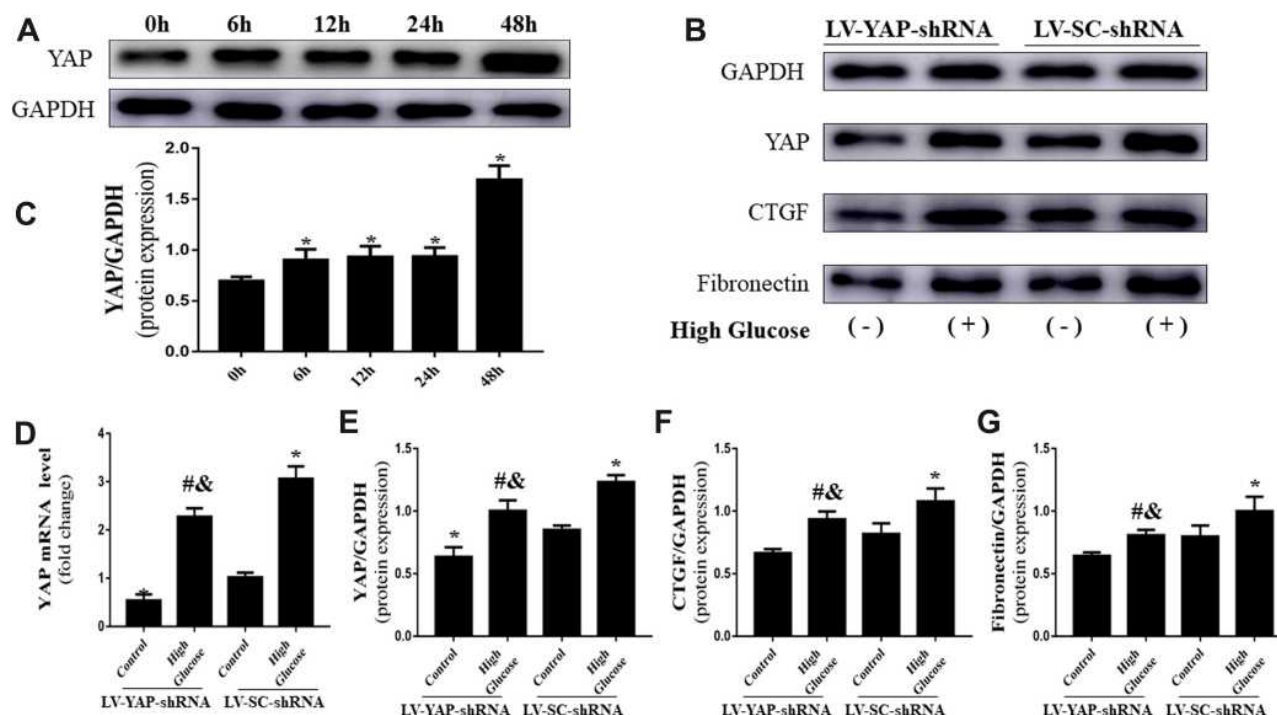 A
0h 6h 12h 24h 48h
YAP
GAPDH
B
LV-YAP-shRNA LV-SC-shRNA
GAPDH
YAP
CTGF
Fibronectin
High Glucose (-) (+) (-) (+)
C
YAP/GAPDH
(protein expression)
2.0
1.5
1.0
0.5
0.0
* * * *
0h 6h 12h 24h 48h
D
YAP mRNA level
(fold change)
4
3
2
1
0
* #& *
Control High Glucose Control High Glucose
LV-YAP-shRNA LV-SC-shRNA
E
YAP/GAPDH
(protein expression)
1.5
1.0
0.5
0.0
* #& *
Control High Glucose Control High Glucose
LV-YAP-shRNA LV-SC-shRNA
F
CTGF/GAPDH
(protein expression)
1.5
1.0
0.5
0.0
#& *
Control High Glucose Control High Glucose
LV-YAP-shRNA LV-SC-shRNA
G
Fibronectin/GAPDH
(protein expression)
1.5
1.0
0.5
0.0
#& *
Control High Glucose Control High Glucose
LV-YAP-shRNA LV-SC-shRNA